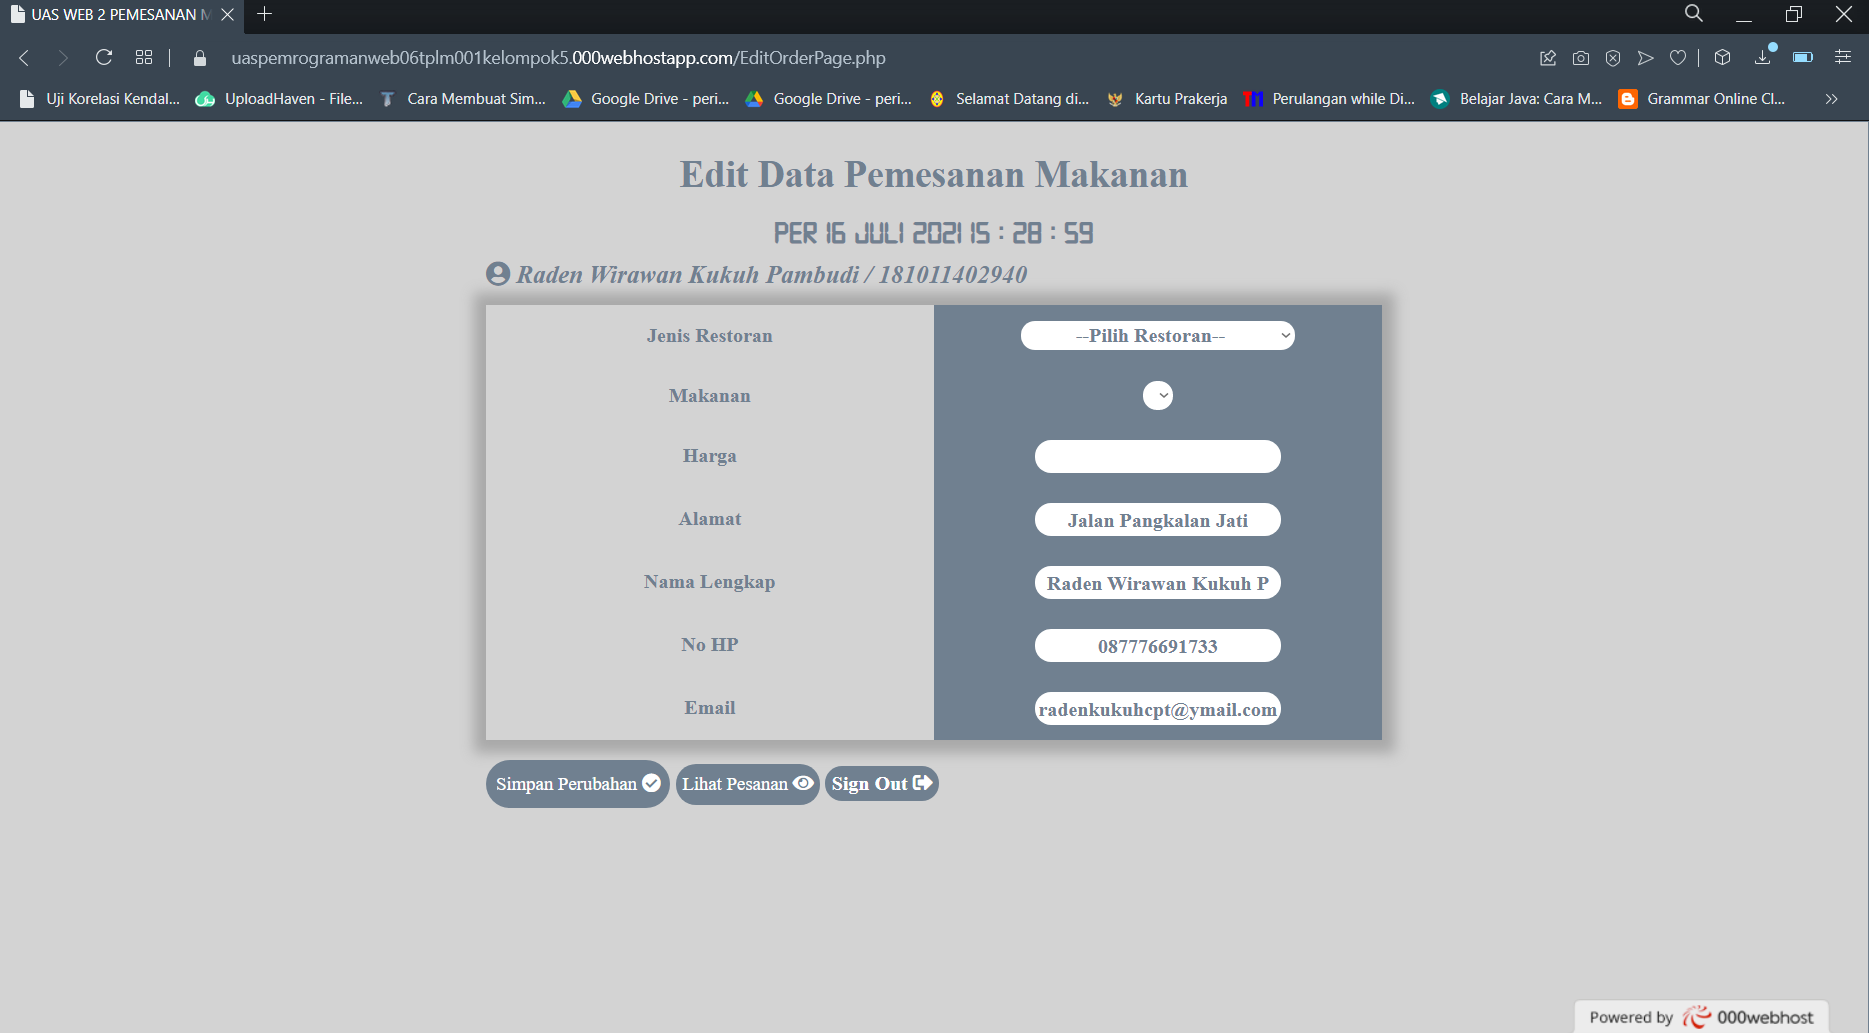 UAS WEB 2 PEMESANAN M
uaspemrogramanweb06tplm001kelompok5.000webhostapp.com/EditOrderPage.php
Uji Korelasi Kendal... UploadHaven - File... Cara Membuat Sim... Google Drive - peri... Google Drive - peri... Selamat Datang di... Kartu Prakerja Perulangan while Di... Belajar Java: Cara M... Grammar Online Cl...
Edit Data Pemesanan Makanan
PER 16 JULI 2021 15 : 28 : 59
Raden Wirawan Kukuh Pambudi / 181011402940
Jenis Restoran --Pilih Restoran--
Makanan
Harga
Alamat Jalan Pangkalan Jati
Nama Lengkap Raden Wirawan Kukuh P
No HP 087776691733
Email radenkukuhcpt@ymail.com
Simpan Perubahan Lihat Pesanan Sign Out
Powered by 000webhost